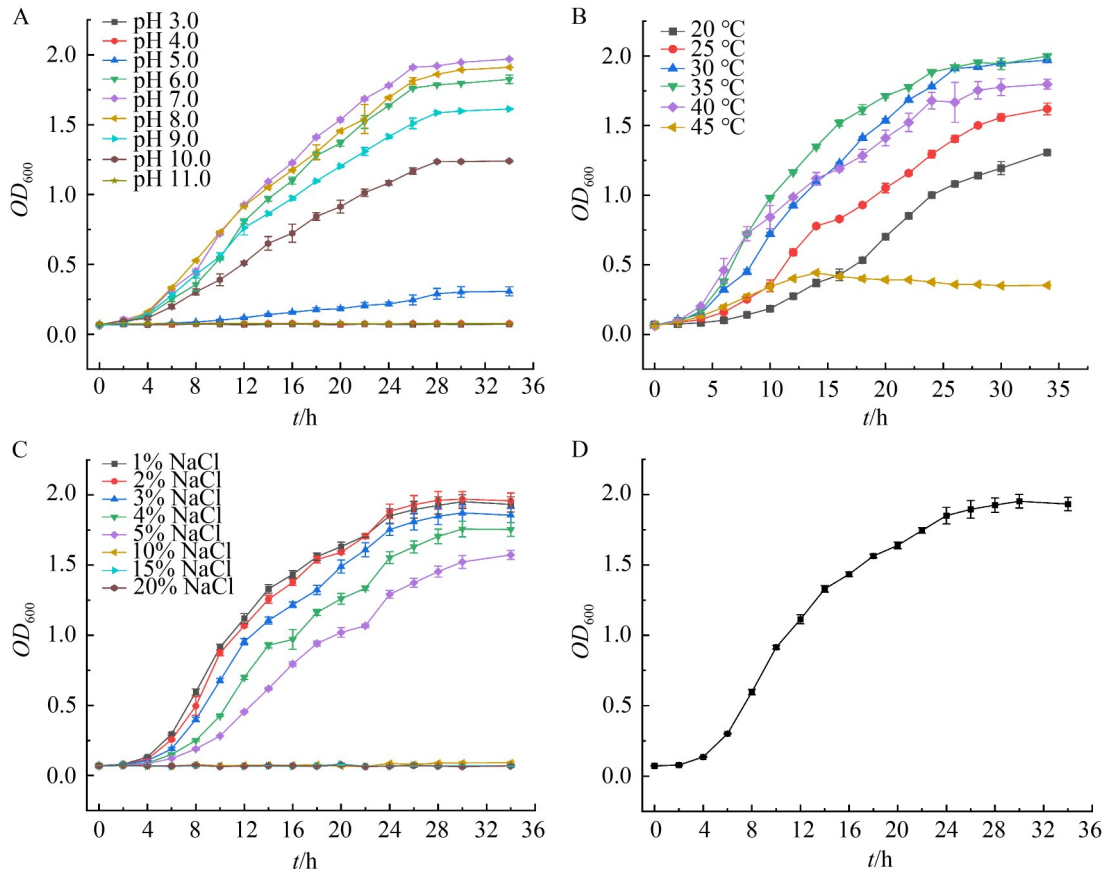 A
pH 3.0
pH 4.0
pH 5.0
pH 6.0
pH 7.0
pH 8.0
pH 9.0
pH 10.0
pH 11.0
2.0
1.5
1.0
0.5
0.0
OD600
0 4 8 12 16 20 24 28 32 36
t/h
B
20 °C
25 °C
30 °C
35 °C
40 °C
45 °C
2.0
1.5
1.0
0.5
0.0
OD600
0 5 10 15 20 25 30 35
t/h
C
1% NaCl
2% NaCl
3% NaCl
4% NaCl
5% NaCl
10% NaCl
15% NaCl
20% NaCl
2.0
1.5
1.0
0.5
0.0
OD600
0 4 8 12 16 20 24 28 32 36
t/h
D
2.0
1.5
1.0
0.5
0.0
OD600
0 4 8 12 16 20 24 28 32 36
t/h